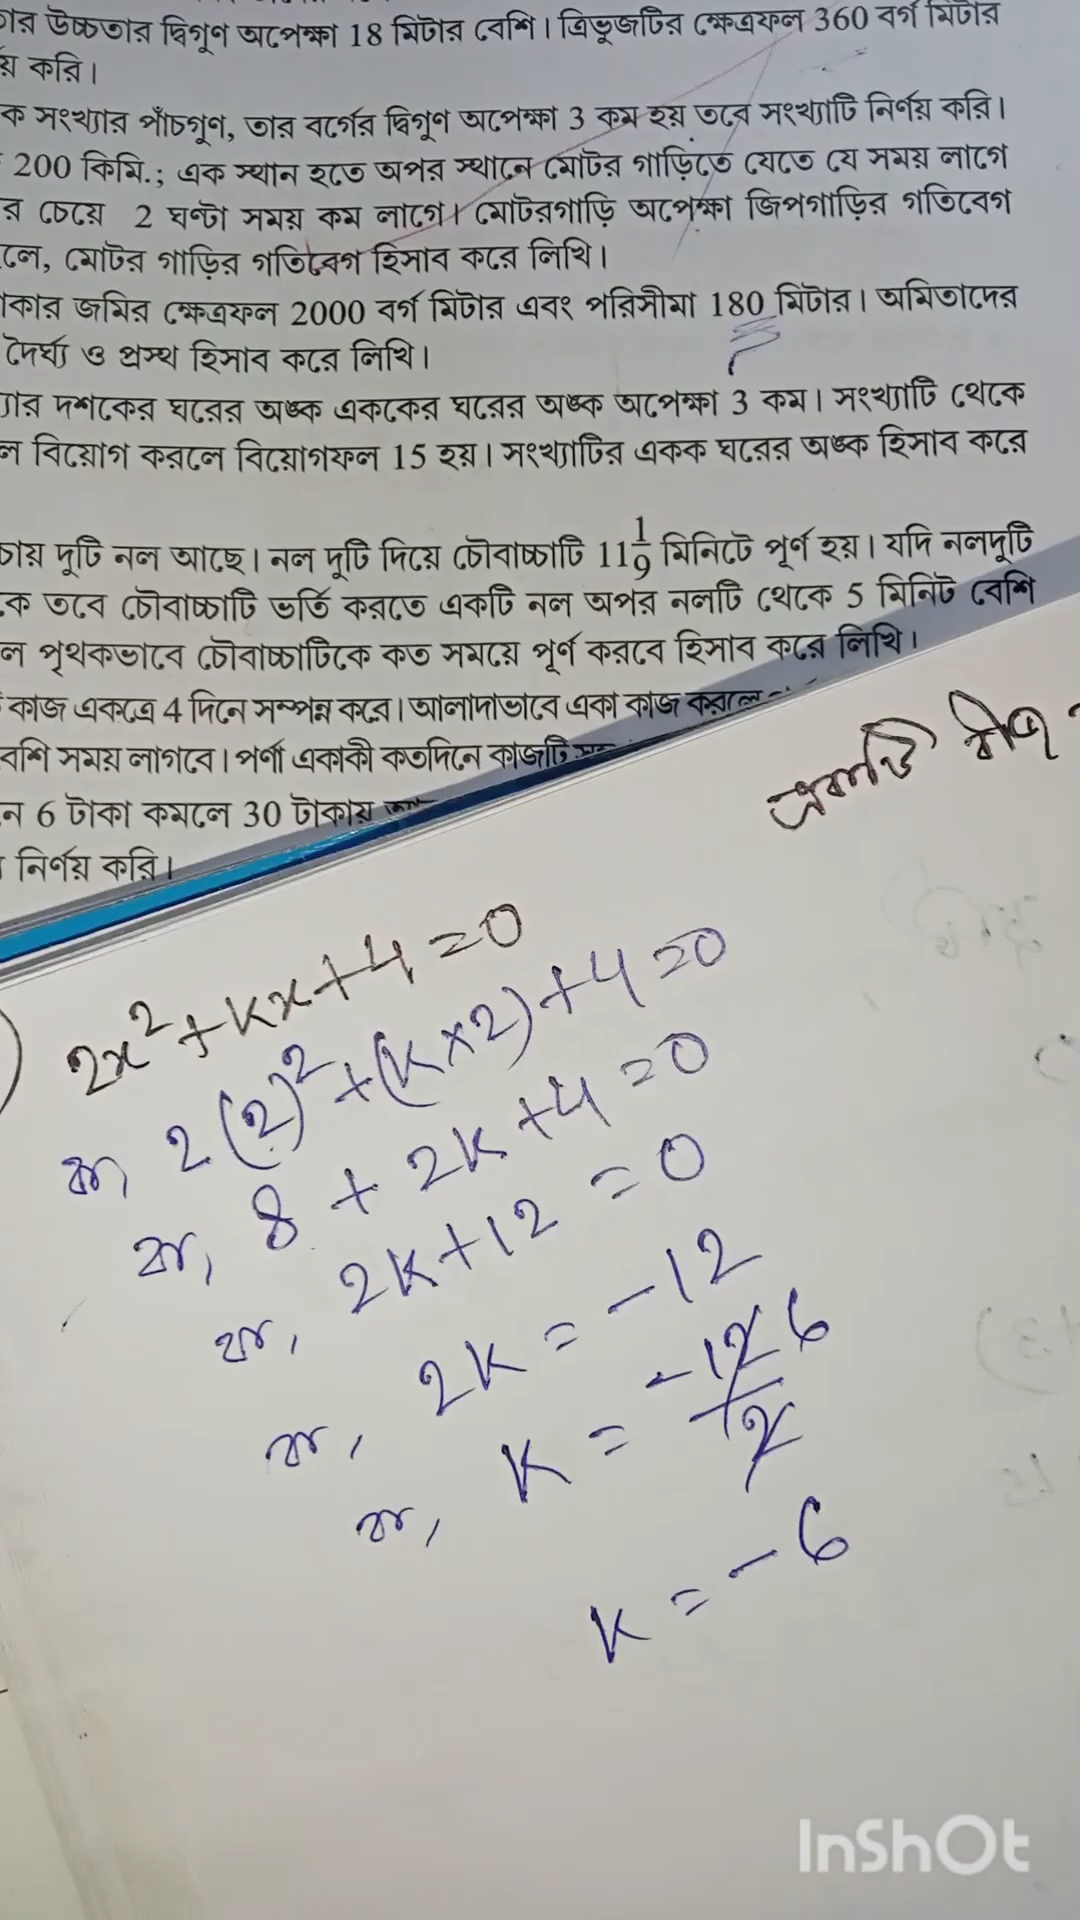 উচ্চতার দ্বিগুণ অপেক্ষা 18 মিটার বেশি। ত্রিভুজটির ক্ষেত্রফল 360 বর্গ মিটার
করি।
সংখ্যার পাঁচগুণ, তার বর্গের দ্বিগুণ অপেক্ষা 3 কম হয় তবে সংখ্যাটি নির্ণয় করি।
200 কিমি.; এক স্থান হতে অপর স্থানে মোটর গাড়িতে যেতে যে সময় লাগে
র চেয়ে 2 ঘণ্টা সময় কম লাগে। মোটরগাড়ি অপেক্ষা জিপগাড়ির গতিবেগ
লে, মোটর গাড়ির গতিবেগ হিসাব করে লিখি।
কার জমির ক্ষেত্রফল 2000 বর্গ মিটার এবং পরিসীমা 180 মিটার। অমিতাদের
দৈর্ঘ্য ও প্রস্থ হিসাব করে লিখি।
যার দশকের ঘরের অঙ্ক এককের ঘরের অঙ্ক অপেক্ষা 3 কম। সংখ্যাটি থেকে
ল বিয়োগ করলে বিয়োগফল 15 হয়। সংখ্যাটির একক ঘরের অঙ্ক হিসাব করে
চায় দুটি নল আছে। নল দুটি দিয়ে চৌবাচ্চাটি 11 1/9 মিনিটে পূর্ণ হয়। যদি নলদুটি
কে তবে চৌবাচ্চাটি ভর্তি করতে একটি নল অপর নলটি থেকে 5 মিনিট বেশি
ল পৃথকভাবে চৌবাচ্চাটিকে কত সময়ে পূর্ণ করবে হিসাব করে লিখি।
কাজ একত্রে 4 দিনে সম্পন্ন করে। আলাদাভাবে একা কাজ করলে
বেশি সময় লাগবে। পর্ণা একাকী কতদিনে কাজটি
ন 6 টাকা কমলে 30 টাকায়
নির্ণয় করি।
2x² + kx + 4 = 0
বা, 2(2)² + (k × 2) + 4 = 0
বা, 8 + 2k + 4 = 0
বা, 2k + 12 = 0
বা, 2k = -12
বা, k = -12 6 / 2
k = -6
InShOt